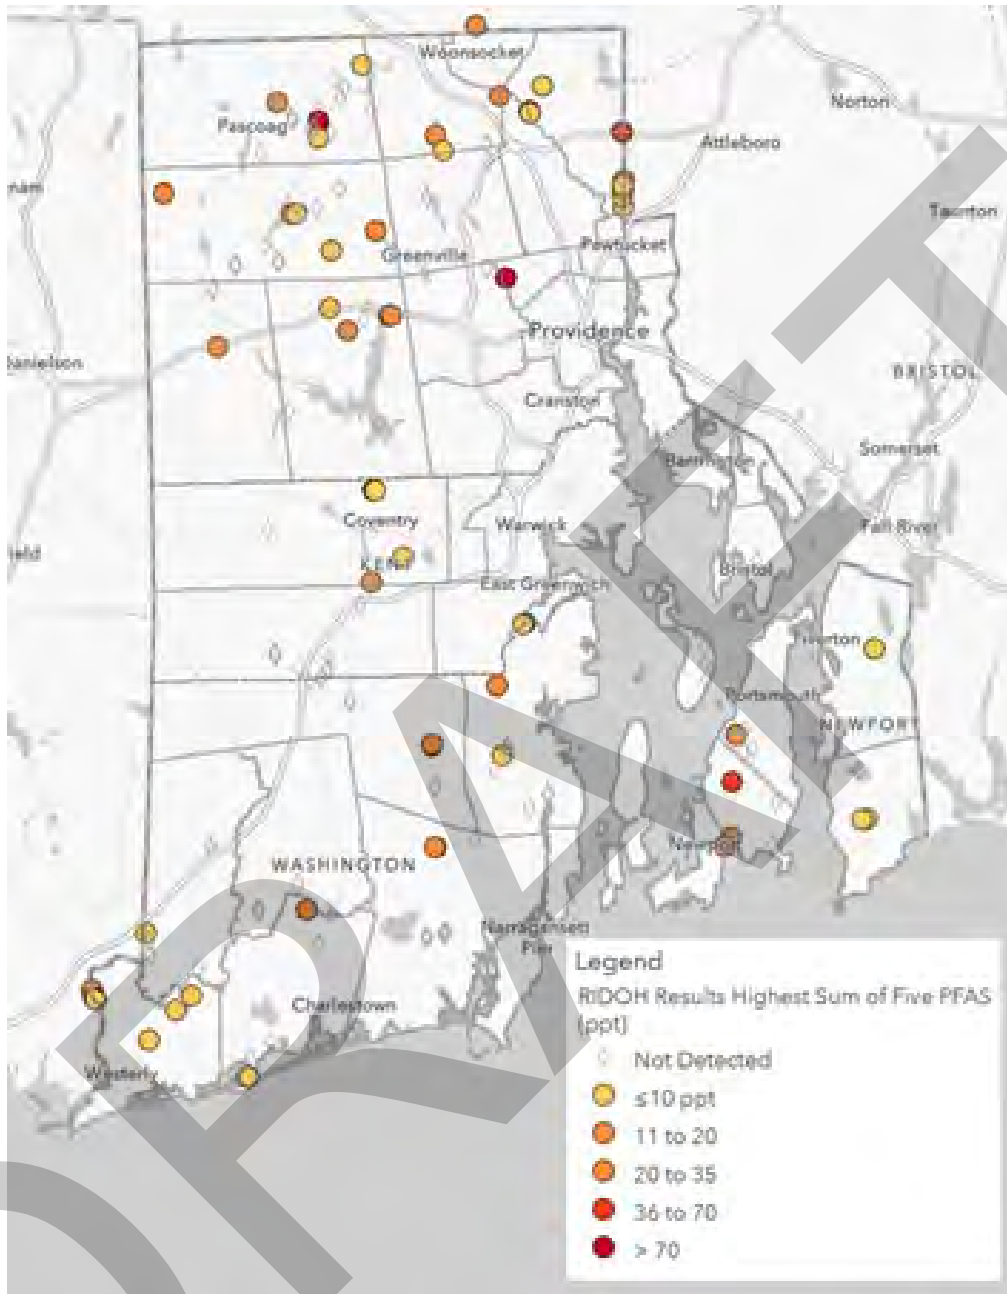 Woonsocket
Norton
Pascoag
Attleboro
Taunton
Pawtucket
Greenville
Providence
Danielson
BRISTOL
Cranston
Somerset
Barrington
Coventry
Warwick
Fall River
field
KENT
Bristol
East Greenwich
Tiverton
Portsmouth
NEWPORT
Newport
WASHINGTON
Narragansett
Pier
Charlestown
Westerly
Legend
RIDOH Results Highest Sum of Five PFAS
(ppt)
Not Detected
≤10 ppt
11 to 20
20 to 35
36 to 70
> 70
DRAFT